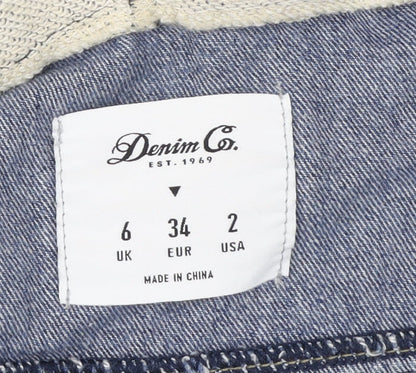 Denim Co.
EST. 1969
6 34 2
UK EUR USA
MADE IN CHINA